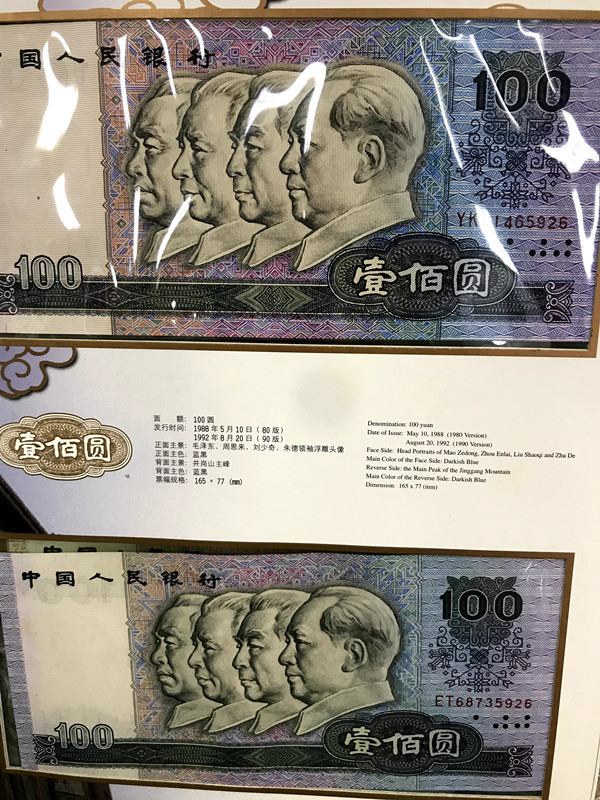 中国人民银行
100
YK 1465926
100
壹佰圆
壹佰圆
面 额: 100圆
发行时间: 1988年5月10日(80版)
1992年8月20日(90版)
正面主景: 毛泽东、周恩来、刘少奇、朱德领袖浮雕头像
正面主色: 蓝黑
背面主景: 井岗山主峰
背面主色: 蓝黑
票幅规格: 165×77(mm)
Denomination: 100 yuan
Date of Issue: May 10, 1988 (1980 Version)
August 20, 1992 (1990 Version)
Face Side: Head Portraits of Mao Zedong, Zhou Enlai, Liu Shaoqi and Zhu De
Main Color of the Face Side: Darkish Blue
Reverse Side: the Main Peak of the Jinggang Mountain
Main Color of the Reverse Side: Darkish Blue
Dimension: 165 x 77 (mm)
中国人民银行
100
ET68735926
100
壹佰圆